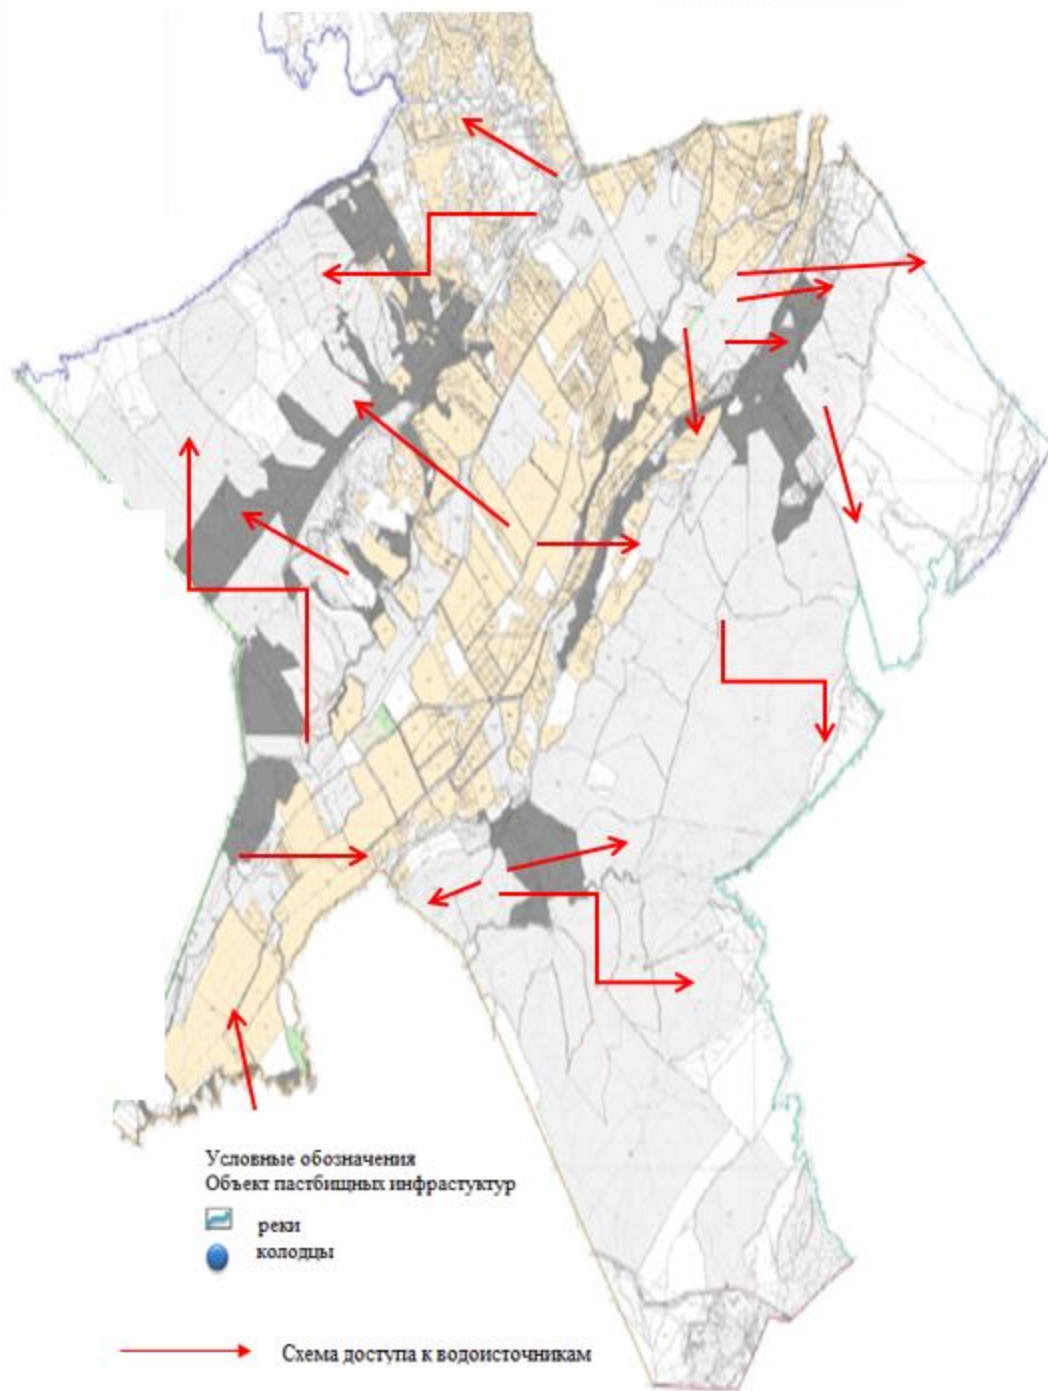 Условные обозначения
Объект пастбищных инфрастуктур
реки
колодцы
Схема доступа к водоисточникам